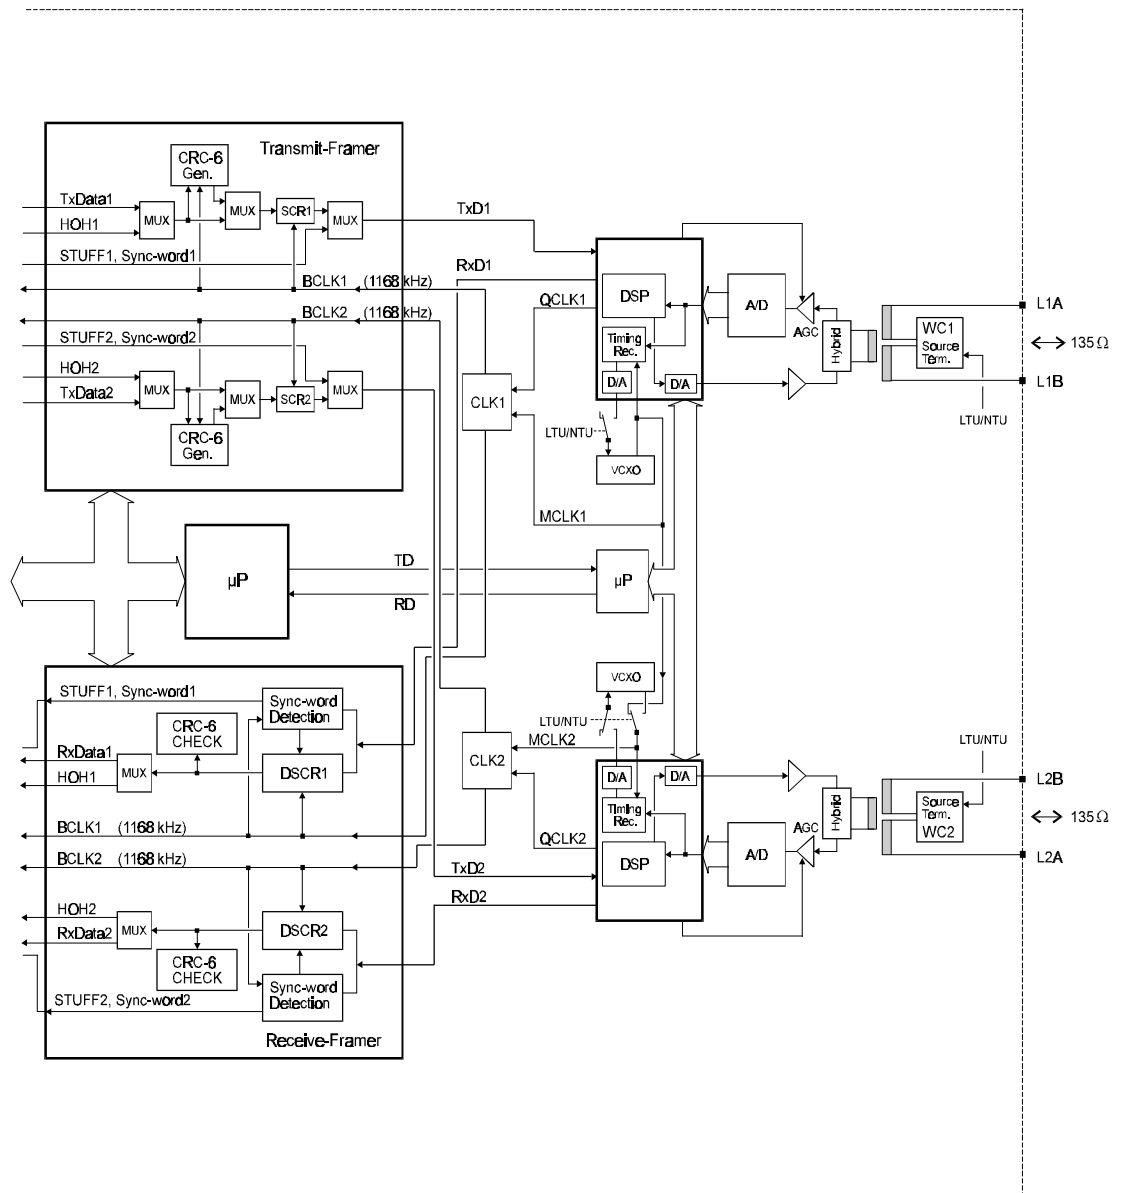 Transmit-Framer
CRC-6
Gen.
TxData1
MUX
MUX
SCR1
MUX
HOH1
STUFF1, Sync-word1
BCLK1 (1168 kHz)
BCLK2 (1168 kHz)
STUFF2, Sync-word2
HOH2
MUX
MUX
SCR2
MUX
TxData2
CRC-6
Gen.
TxD1
RxD1
QCLK1
CLK1
MCLK1
DSP
Timing
Rec.
D/A
D/A
A/D
AGC
Hybrid
WC1
Source
Term.
L1A
135Ω
L1B
LTU/NTU
LTU/NTU
VCXO
µP
TD
RD
µP
STUFF1, Sync-word1
Sync-word
Detection
CRC-6
CHECK
RxData1
MUX
DSCR1
HOH1
BCLK1 (1168 kHz)
BCLK2 (1168 kHz)
HOH2
MUX
DSCR2
RxData2
CRC-6
CHECK
Sync-word
Detection
STUFF2, Sync-word2
Receive-Framer
VCXO
LTU/NTU
MCLK2
CLK2
QCLK2
TxD2
RxD2
D/A
D/A
Timing
Rec.
DSP
A/D
AGC
Hybrid
LTU/NTU
Source
Term.
WC2
L2B
135Ω
L2A